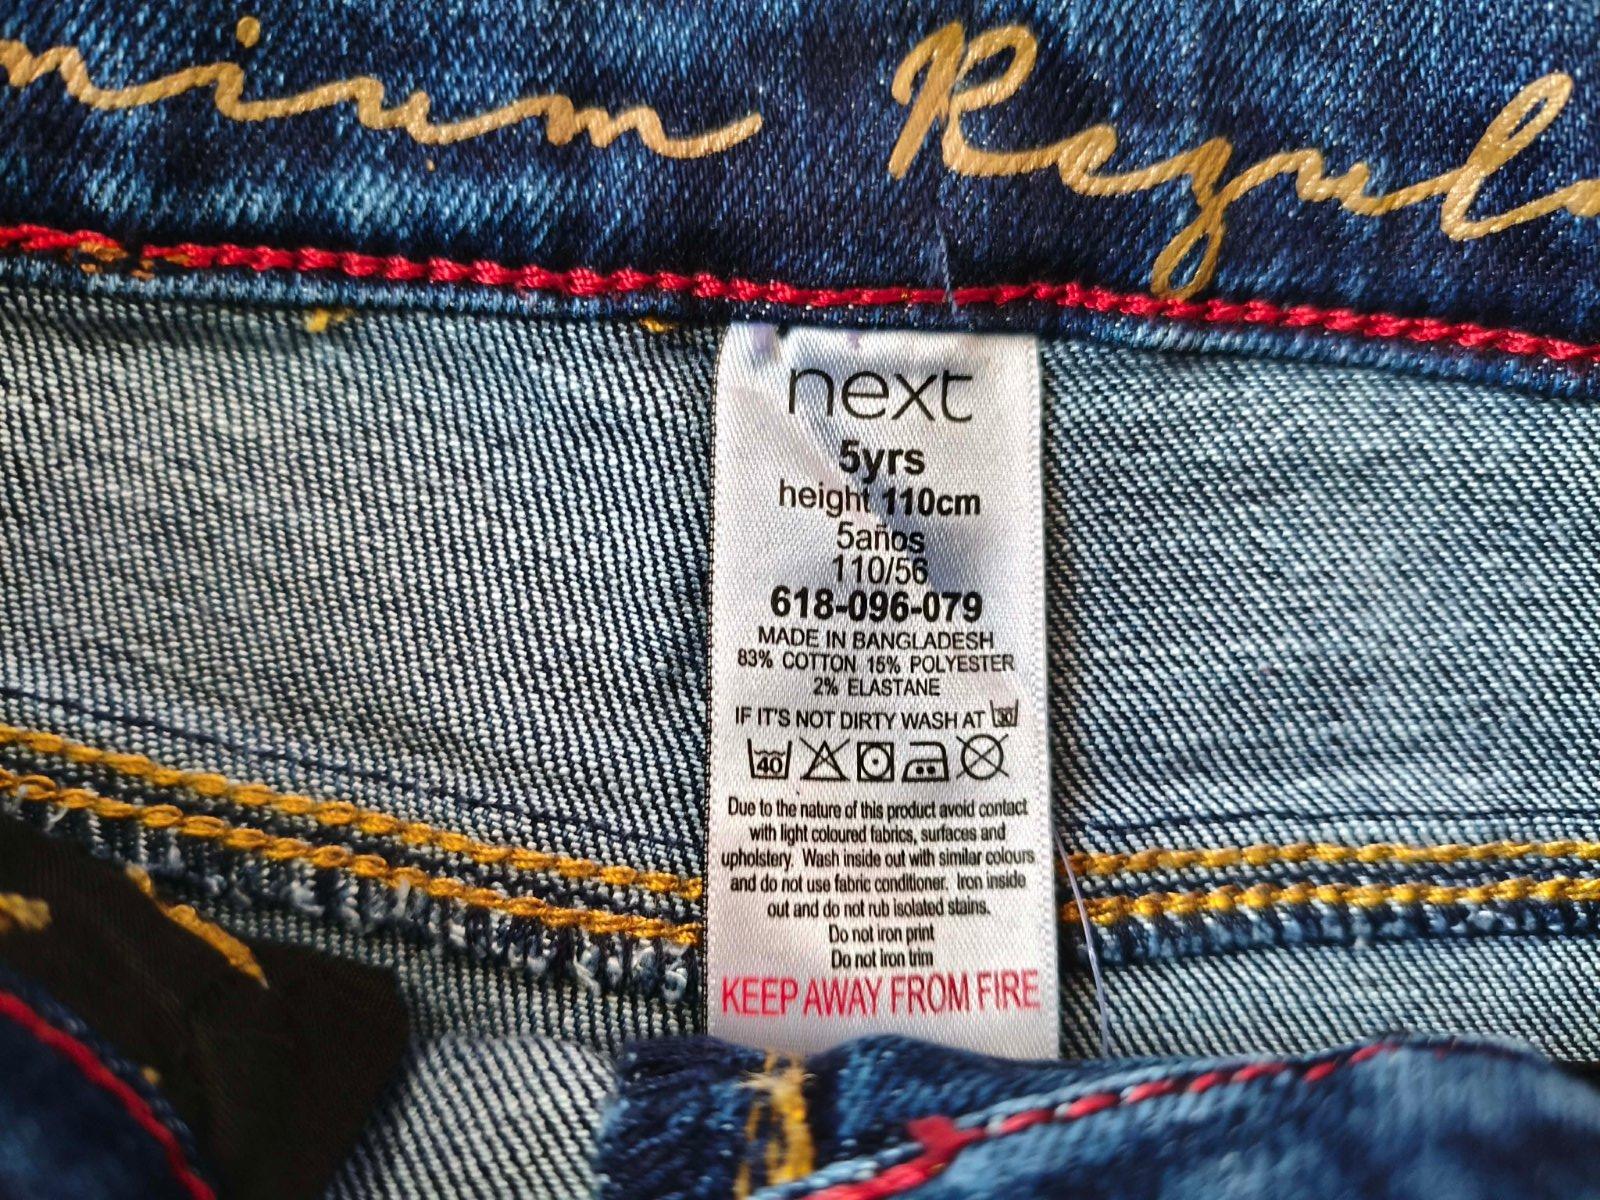 mium Regul
next
5yrs
height 110cm
5años
110/56
618-096-079
MADE IN BANGLADESH
83% COTTON 15% POLYESTER
2% ELASTANE
IF IT'S NOT DIRTY WASH AT 30
40
Due to the nature of this product avoid contact
with light coloured fabrics, surfaces and
upholstery. Wash inside out with similar colours
and do not use fabric conditioner. Iron inside
out and do not rub isolated stains.
Do not iron print
Do not iron trim
KEEP AWAY FROM FIRE